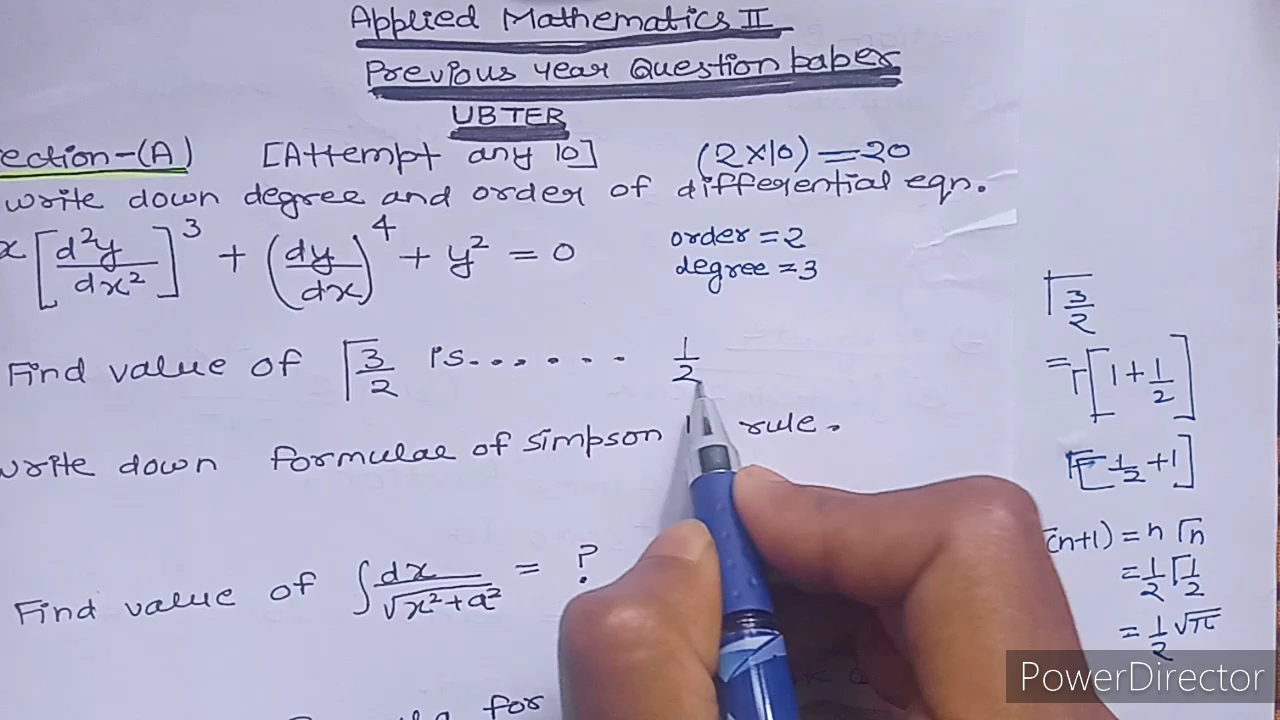 Applied Mathematics II
Previous year Question baber
UBTER
ection-(A) [Attempt any 10] (2×10)=20
write down degree and order of differential eqn.
x[d²y/dx²]³ + (dy/dx)⁴ + y² = 0
order = 2
degree = 3
Find value of Γ3/2 is....... 1/2
write down formulae of simpson rule.
Find value of ∫dx/√x²+a² = ?
for
Γ3/2
=Γ[1+1/2]
Γ[1/2+1]
(n+1) = n Γn
=1/2 Γ1/2
=1/2 √π
PowerDirector